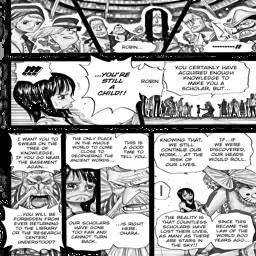 ROBIN...
...YOU'RE
STILL
A
CHILD!
ROBIN
YOU CERTAINLY HAVE
ACQUIRED ENOUGH
KNOWLEDGE TO
MAKE YOU A
SCHOLAR, BUT...
I WANT YOU TO
SWEAR ON THE
TREE OF
KNOWLEDGE.
IF YOU GO NEAR
THE BASEMENT
AGAIN,
...YOU WILL BE
FORBIDDEN FROM
EVER RETURNING
TO THE LIBRARY
OR THE RESEARCH
CENTER!
UNDERSTOOD?
THE ONLY PLACE
IN THE WHOLE
WORLD TO COME
CLOSE TO
DECIPHERING
THE ANCIENT
WORDS,
THIS IS A
GOOD TIME
TO TELL
YOU.
OUR SCHOLARS
HAVE GONE
TOO FAR AND
CANNOT TURN
BACK.
...IS RIGHT
HERE,
OHARA.
KNOWING THAT,
WE STILL
CONTINUE OUR
WORK... AT THE
RISK OF
OUR LIVES.
IF...IF
WE WERE
DISCOVERED,
OUR HEADS
WOULD ROLL.
THE REALITY IS
THAT COUNTLESS
SCHOLARS HAVE
LOST THEIR LIVES,
AS MANY AS THERE
ARE STARS IN
THE SKY!!
SINCE THIS
BECAME THE
LAW OF THE
WORLD 800
YEARS AGO...